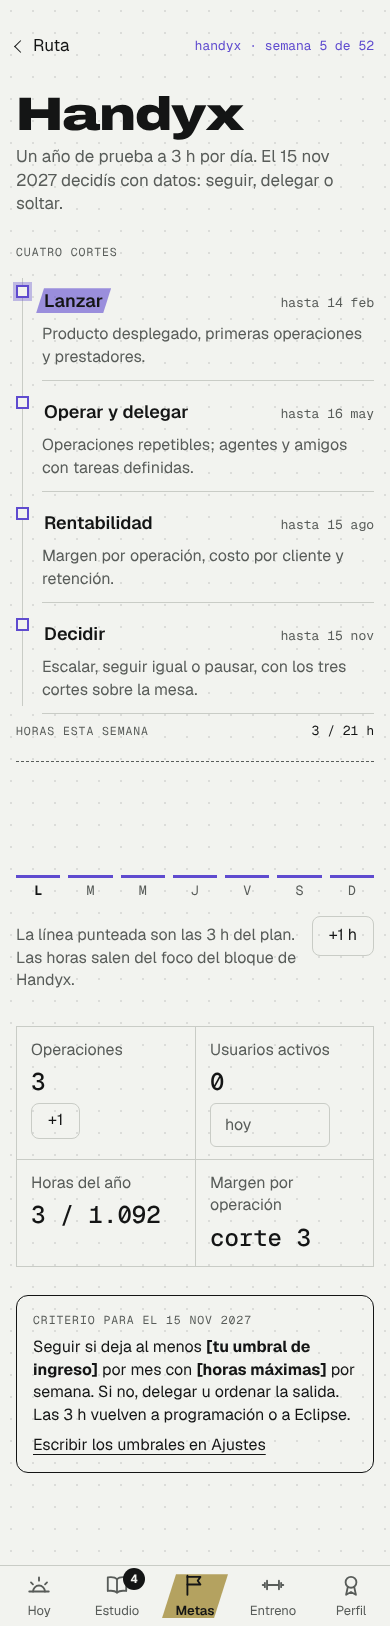 Ruta
handyx · semana 5 de 52
Handyx
Un año de prueba a 3 h por día. El 15 nov
2027 decidís con datos: seguir, delegar o
soltar.
CUATRO CORTES
Lanzar
hasta 14 feb
Producto desplegado, primeras operaciones
y prestadores.
Operar y delegar
hasta 16 may
Operaciones repetibles; agentes y amigos
con tareas definidas.
Rentabilidad
hasta 15 ago
Margen por operación, costo por cliente y
retención.
Decidir
hasta 15 nov
Escalar, seguir igual o pausar, con los tres
cortes sobre la mesa.
HORAS ESTA SEMANA
3 / 21 h
L M M J V S D
La línea punteada son las 3 h del plan.
Las horas salen del foco del bloque de
Handyx.
+1 h
Operaciones
3
+1
Usuarios activos
0
hoy
Horas del año
3 / 1.092
Margen por
operación
corte 3
CRITERIO PARA EL 15 NOV 2027
Seguir si deja al menos [tu umbral de
ingreso] por mes con [horas máximas] por
semana. Si no, delegar u ordenar la salida.
Las 3 h vuelven a programación o a Eclipse.
Escribir los umbrales en Ajustes
4
Hoy Estudio Metas Entreno Perfil